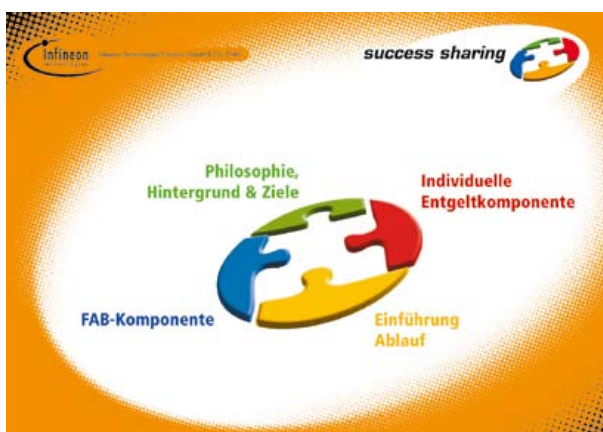 Infineon
success sharing
Philosophie,
Hintergrund & Ziele
Individuelle
Entgeltkomponente
FAB-Komponente
Einführung
Ablauf